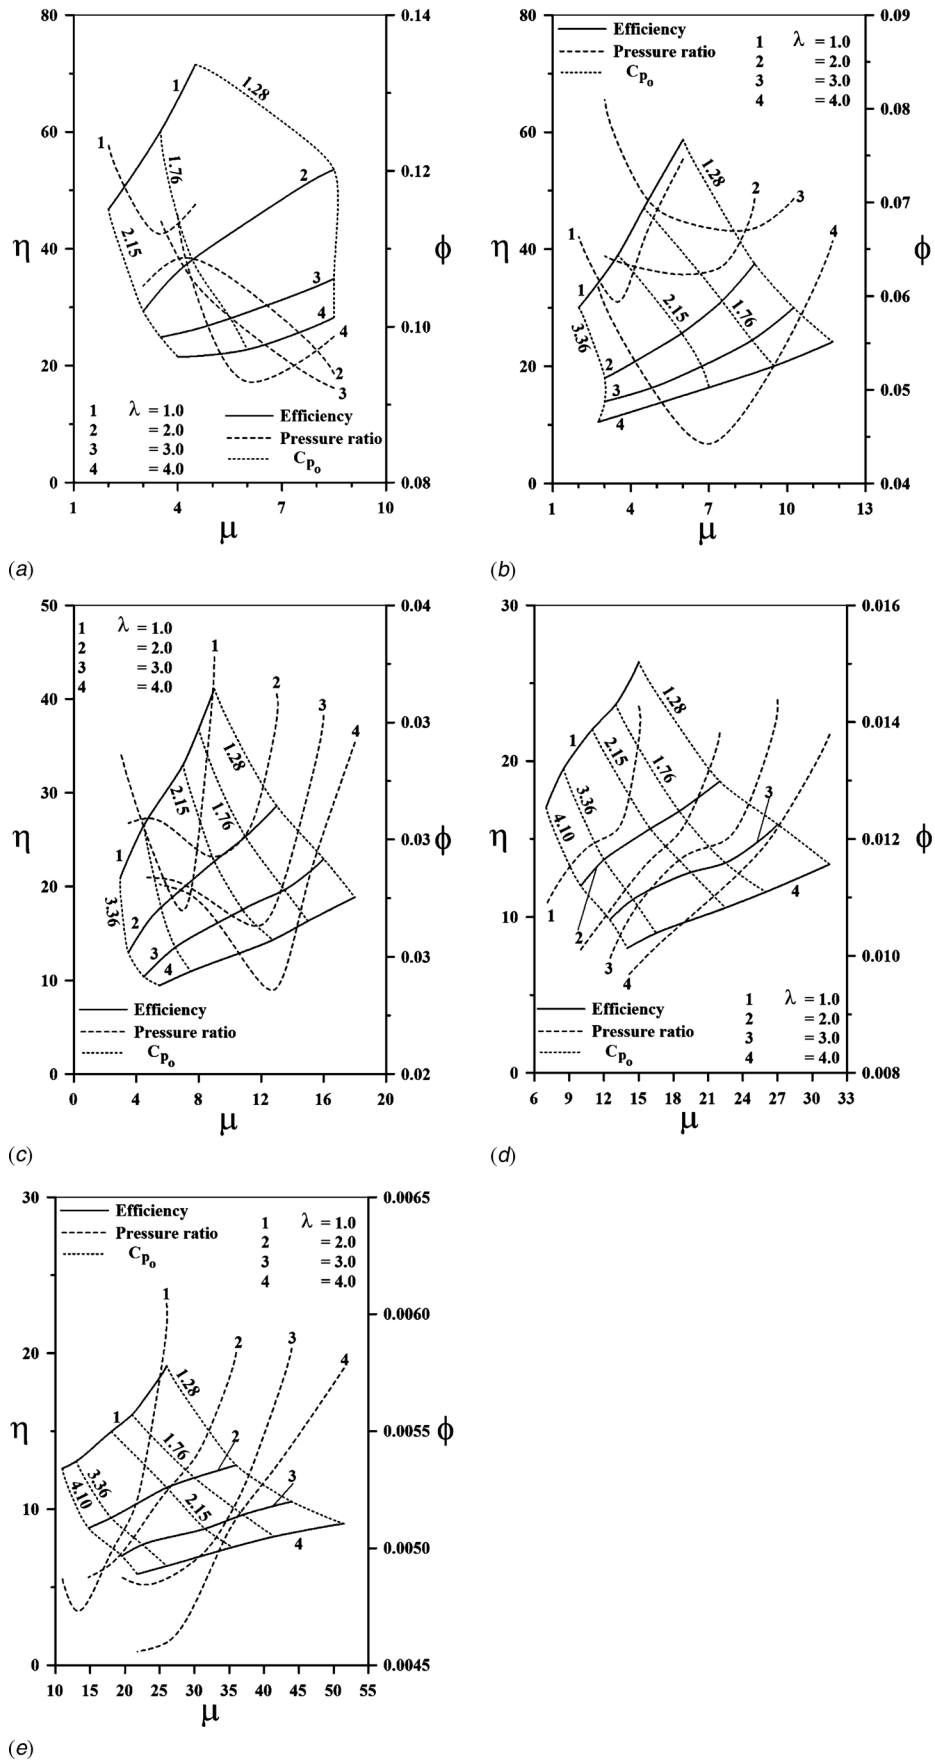 80 0.14
1 1.28
60
1 1.76 2 0.12
2.15
η 40 ϕ
3
4 0.10
4
20 2
3
1 λ = 1.0 Efficiency
2 = 2.0 Pressure ratio
3 = 3.0 Cpo
4 = 4.0
0 0.08
1 4 7 10
μ
(a)
80 0.09
Efficiency 1 λ = 1.0
Pressure ratio 2 = 2.0
Cpo 3 = 3.0
4 = 4.0
0.08
60
1.28
2 3 0.07
1 4
η 40 ϕ
1 0.06
2.15 1.76
3.36
20 2
3 0.05
4
0 0.04
1 4 7 10 13
μ
(b)
50 0.04
1 λ = 1.0 1
2 = 2.0
3 = 3.0 2
4 = 4.0
40 3 0.03
4
1.28
30 2.15 1.76
η 0.03 ϕ
1
20
3.36 2
3 0.03
4
10
Efficiency
Pressure ratio
Cpo
0 0.02
0 4 8 12 16 20
μ
(c)
30 0.016
1.28
0.014
1 2.15 1.76
20
3.36 3
4.10
η 0.012 ϕ
4
10 1
2
3 0.010
4
Efficiency 1 λ = 1.0
Pressure ratio 2 = 2.0
Cpo 3 = 3.0
4 = 4.0
0 0.008
6 9 12 15 18 21 24 27 30 33
μ
(d)
30 0.0065
Efficiency 1 λ = 1.0
Pressure ratio 2 = 2.0
Cpo 3 = 3.0
4 = 4.0
1 0.0060
2 3
20 4
1.28
1
η 0.0055 ϕ
1.76 2
3.36 3
4.10 2.15
10
4 0.0050
0 0.0045
10 15 20 25 30 35 40 45 50 55
μ
(e)